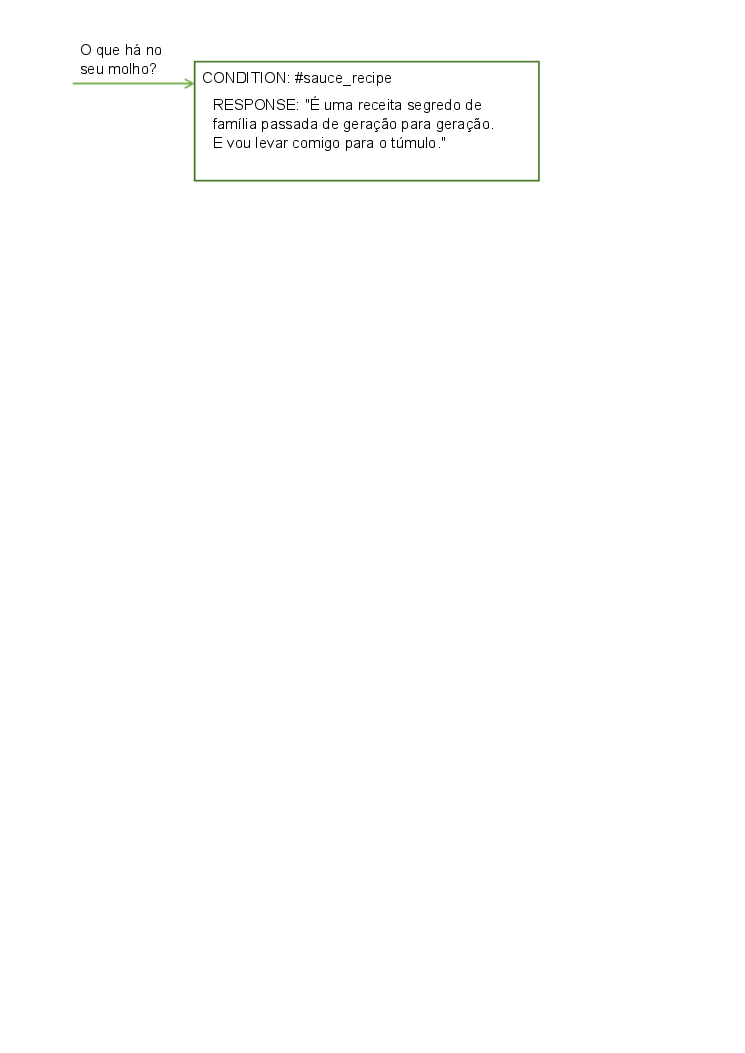 O que há no
seu molho?
CONDITION: #sauce_recipe
RESPONSE: "É uma receita segredo de
família passada de geração para geração.
E vou levar comigo para o túmulo."